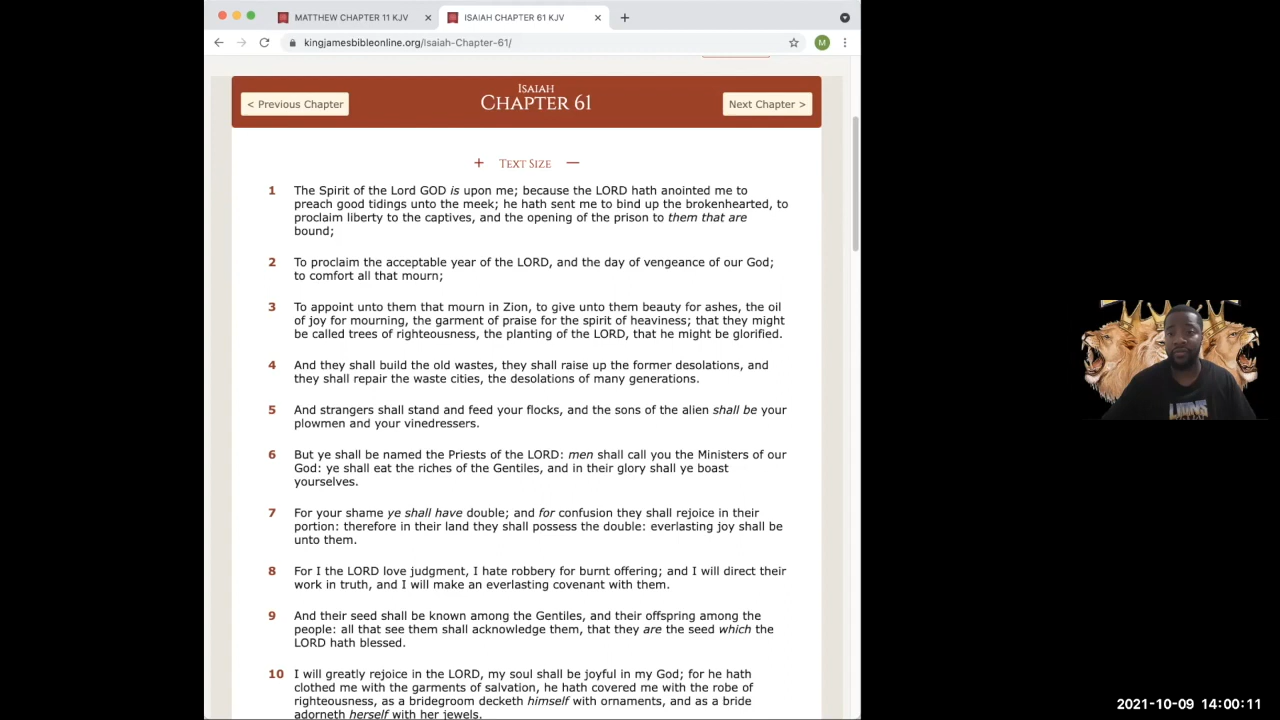 MATTHEW CHAPTER 11 KJV
ISAIAH CHAPTER 61 KJV
kingjamesbibleonline.org/Isaiah-Chapter-61/
M
ISAIAH
< Previous Chapter
CHAPTER 61
Next Chapter >
+ TEXT SIZE —
1 The Spirit of the Lord GOD is upon me; because the LORD hath anointed me to
preach good tidings unto the meek; he hath sent me to bind up the brokenhearted, to
proclaim liberty to the captives, and the opening of the prison to them that are
bound;
2 To proclaim the acceptable year of the LORD, and the day of vengeance of our God;
to comfort all that mourn;
3 To appoint unto them that mourn in Zion, to give unto them beauty for ashes, the oil
of joy for mourning, the garment of praise for the spirit of heaviness; that they might
be called trees of righteousness, the planting of the LORD, that he might be glorified.
4 And they shall build the old wastes, they shall raise up the former desolations, and
they shall repair the waste cities, the desolations of many generations.
5 And strangers shall stand and feed your flocks, and the sons of the alien shall be your
plowmen and your vinedressers.
6 But ye shall be named the Priests of the LORD: men shall call you the Ministers of our
God: ye shall eat the riches of the Gentiles, and in their glory shall ye boast
yourselves.
7 For your shame ye shall have double; and for confusion they shall rejoice in their
portion: therefore in their land they shall possess the double: everlasting joy shall be
unto them.
8 For I the LORD love judgment, I hate robbery for burnt offering; and I will direct their
work in truth, and I will make an everlasting covenant with them.
9 And their seed shall be known among the Gentiles, and their offspring among the
people: all that see them shall acknowledge them, that they are the seed which the
LORD hath blessed.
10 I will greatly rejoice in the LORD, my soul shall be joyful in my God; for he hath
clothed me with the garments of salvation, he hath covered me with the robe of
righteousness, as a bridegroom decketh himself with ornaments, and as a bride
adorneth herself with her jewels.
2021-10-09 14:00:11